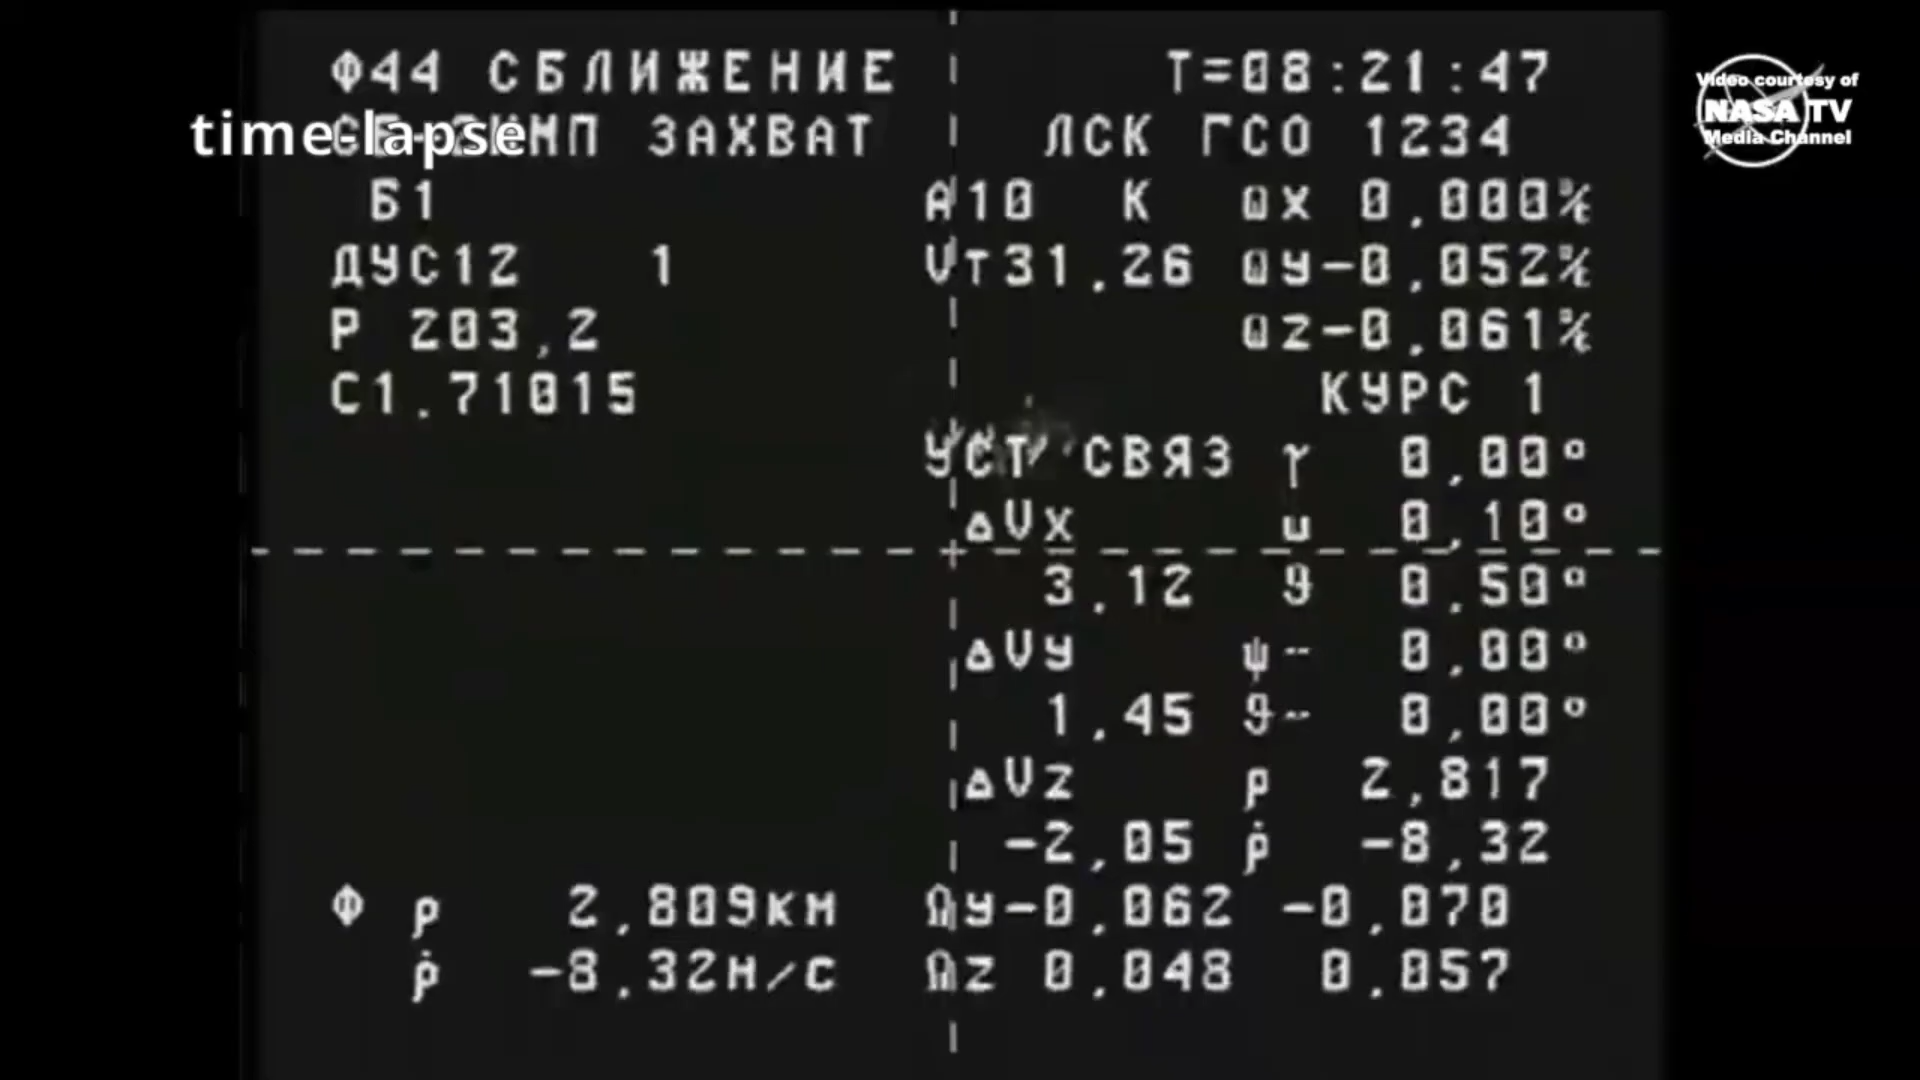 Ф44 СБЛИЖЕНИЕ T=08:21:47
time-lapse
ЗАХВАТ ЛСК ГСО 1234
Б1 A10 К ωx 0,000°/с
ДУС12 1 Vт31,26 ωу-0,052°/с
Р 203,2 ωz-0,061°/с
С1.71015 КУРС 1
УСТ СВЯЗ γ 0,00°
ΔVx u 0,10°
3,12 ϑ 0,50°
ΔVу ψ-- 0,00°
1,45 ϑ-- 0,00°
ΔVz ρ 2,817
-2,05 ρ̇ -8,32
Ф ρ 2,809км Ωу-0,062 -0,070
ρ̇ -8,32м/с Ωz 0,048 0,057
Video courtesy of
NASA TV
Media Channel